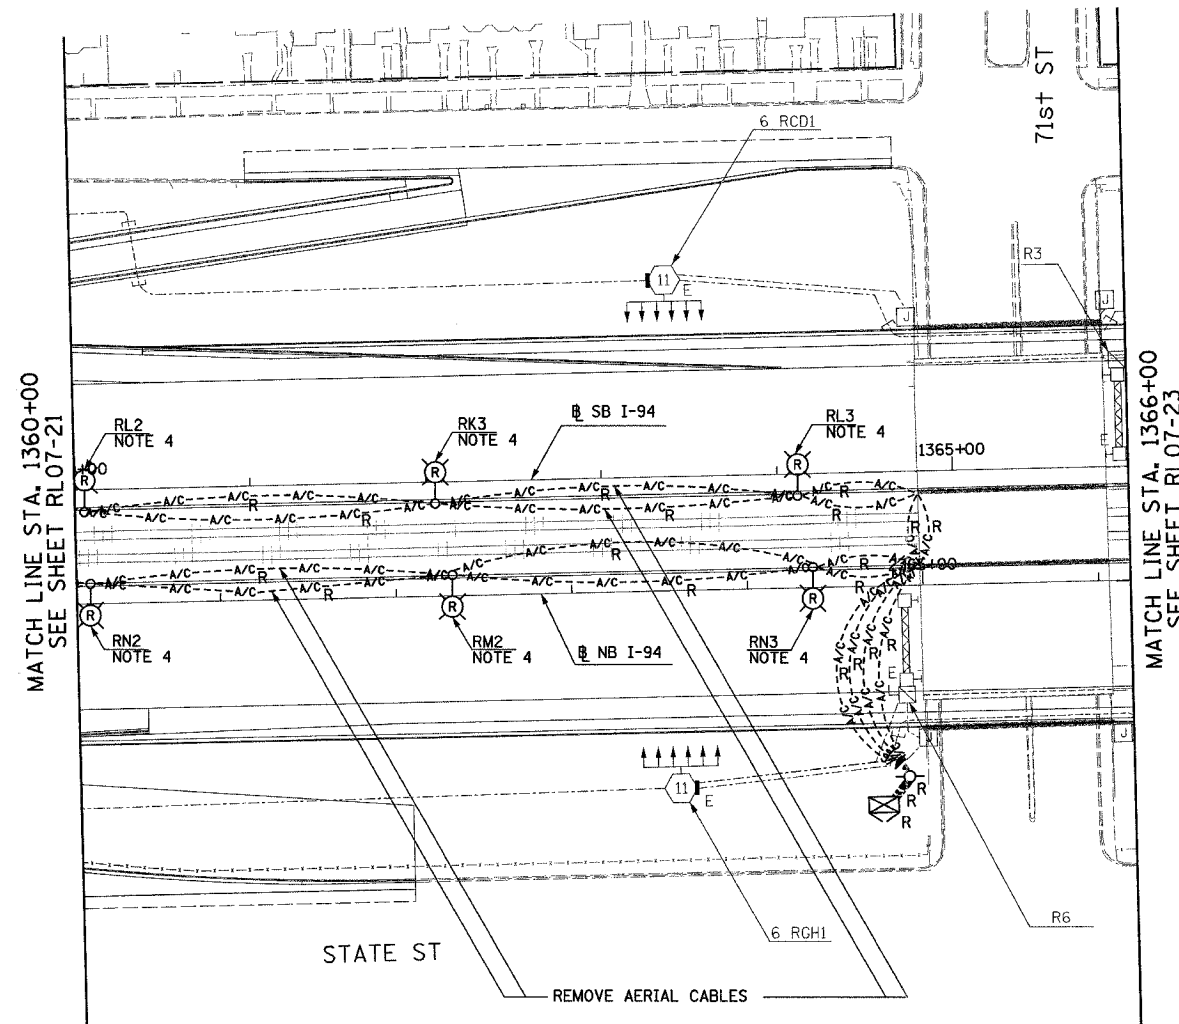 6 RCD1
71st ST
R3
11
E
J
J
MATCH LINE STA. 1360+00
SEE SHEET RL07-21
MATCH LINE STA. 1366+00
SEE SHEET RL07-23
RL2
NOTE 4
RK3
NOTE 4
B SB I-94
RL3
NOTE 4
1365+00
+00
R
R
R
E
A/C A/C A/C A/C A/C A/C A/C A/C A/C A/C A/C
R R R
A/C A/C A/C A/C A/C A/C A/C A/C A/C
R R R
R R
A/C A/C A/C A/C A/C A/C A/C A/C A/C A/C
R R R
A/C A/C A/C A/C A/C A/C A/C
R R R
R
R
R
RN2
NOTE 4
RM2
NOTE 4
B NB I-94
RN3
NOTE 4
A/C A/C A/C A/C
R R R R
E
J
11
E
R
R
R
6 RGH1
R6
STATE ST
REMOVE AERIAL CABLES